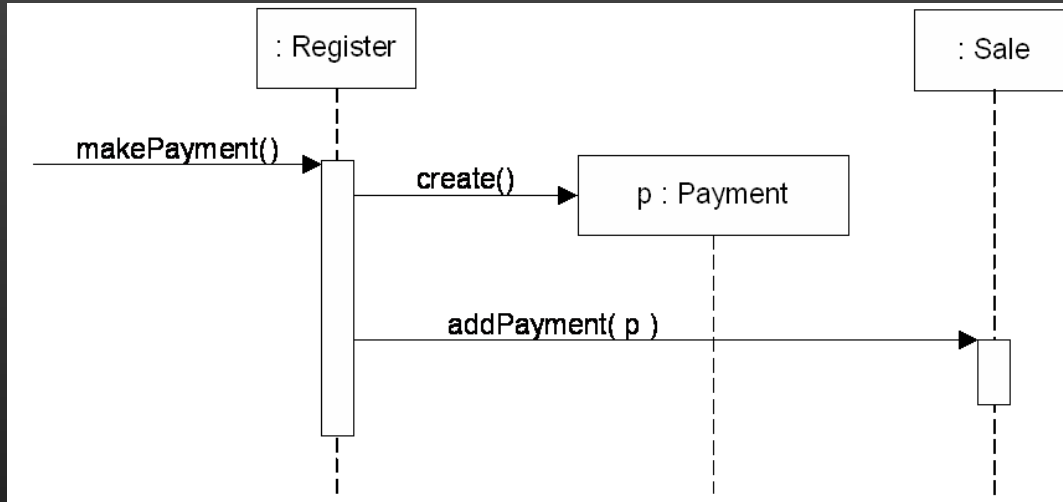 : Register
: Sale
makePayment()
create()
p : Payment
addPayment( p )